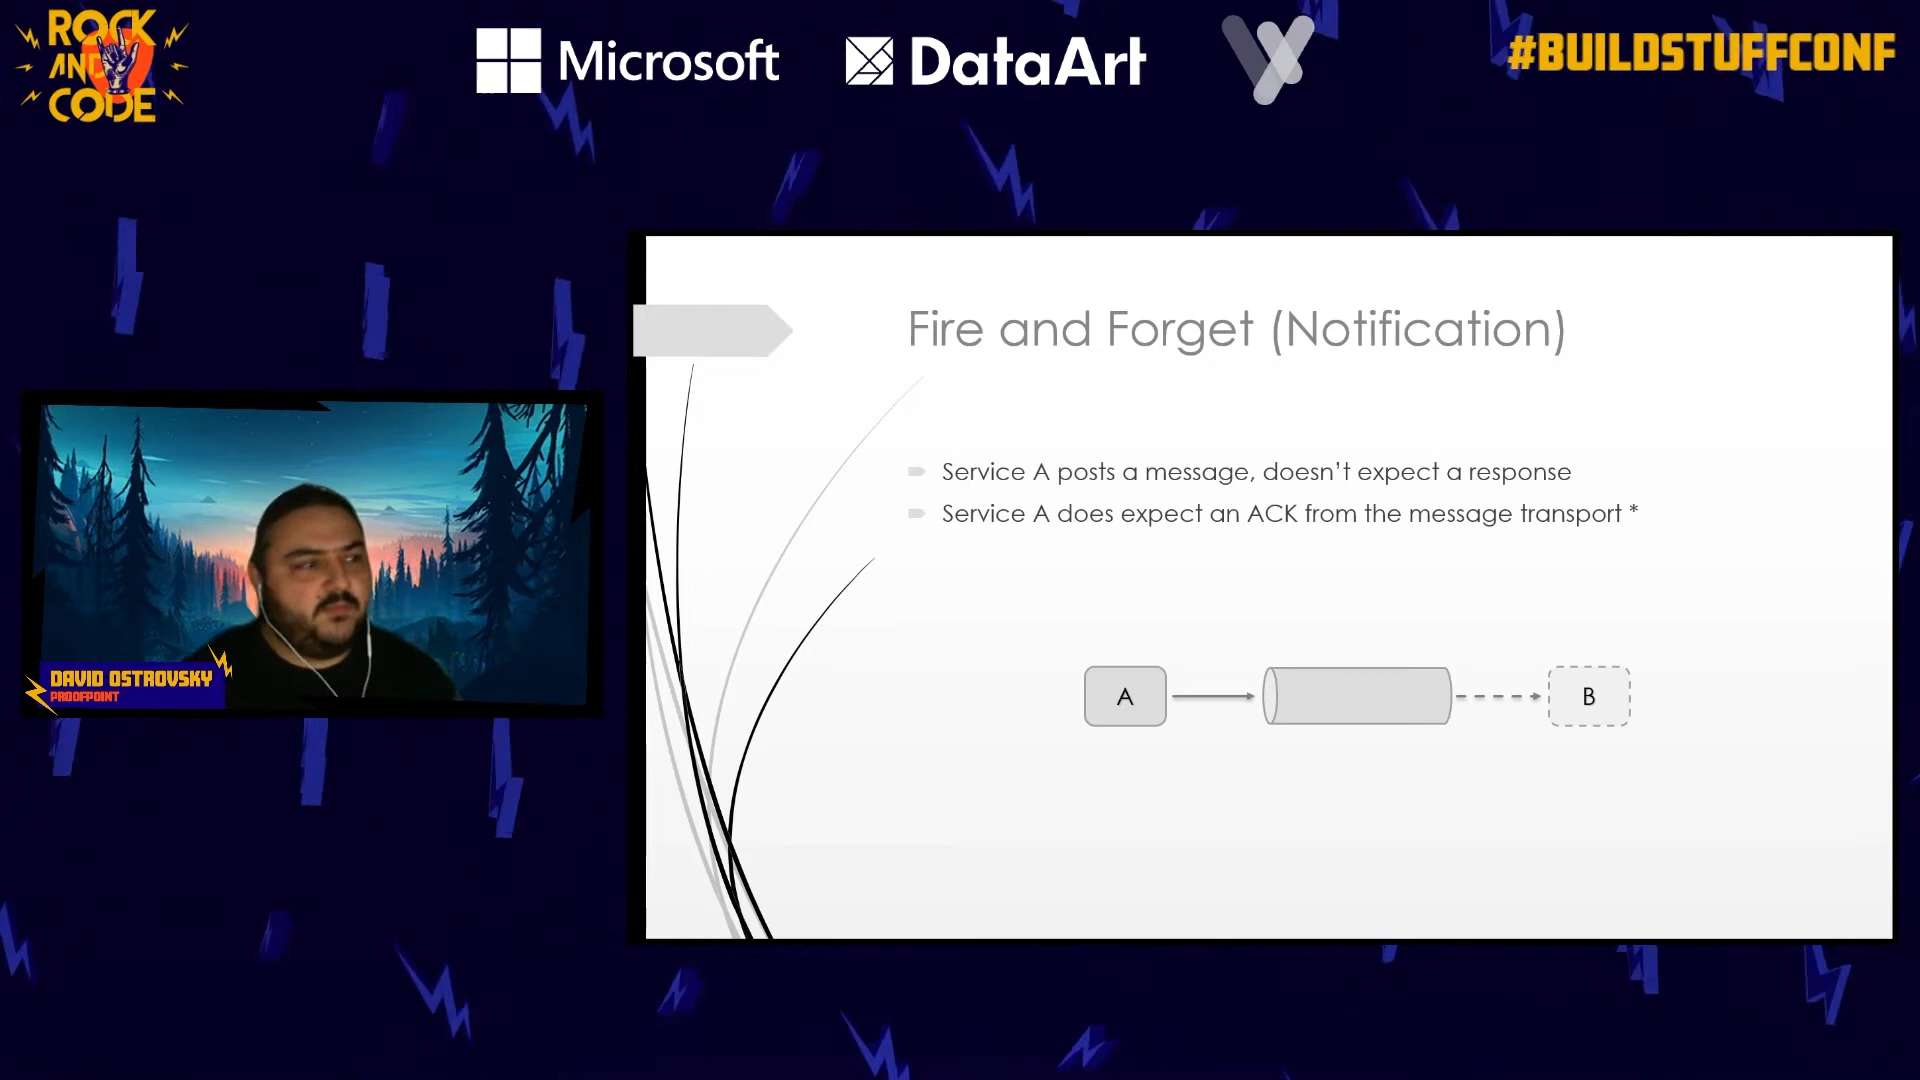 ROCK
AND
CODE
Microsoft
DataArt
#BUILDSTUFFCONF
Fire and Forget (Notification)
Service A posts a message, doesn’t expect a response
Service A does expect an ACK from the message transport *
A
B
DAVID OSTROVSKY
PROOFPOINT